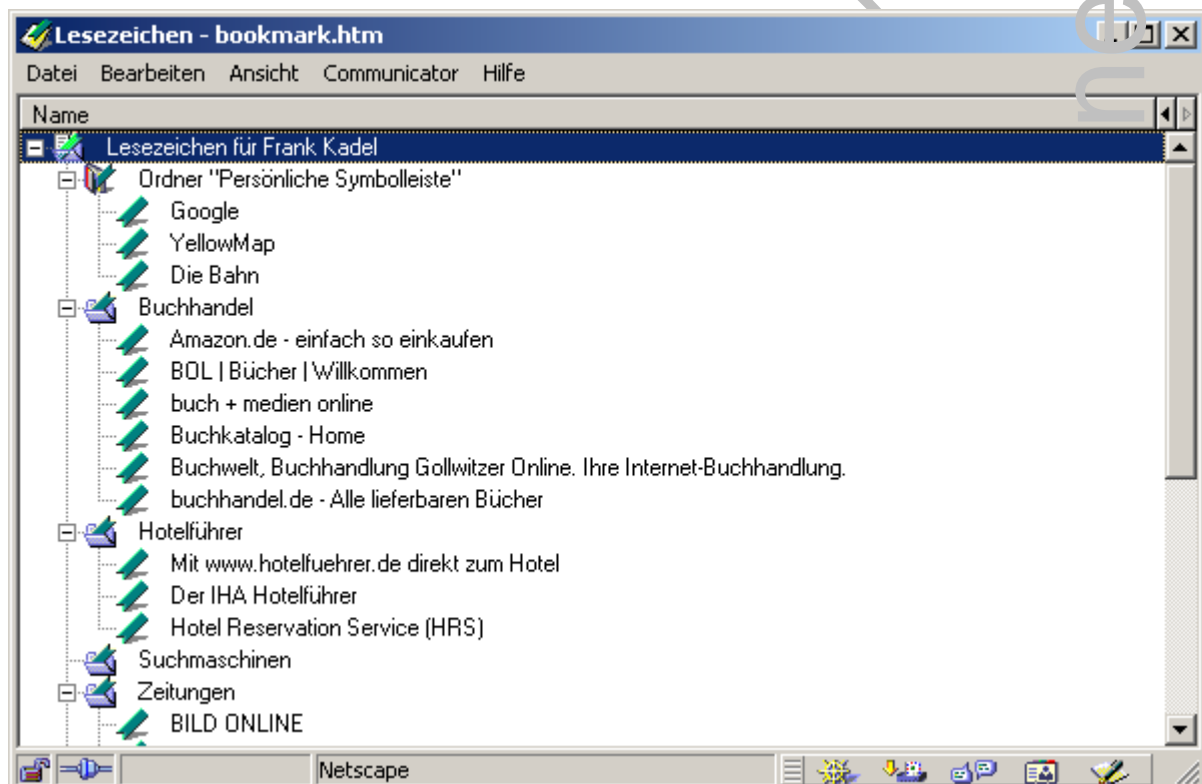 Lesezeichen - bookmark.htm
Datei Bearbeiten Ansicht Communicator Hilfe
Name
Lesezeichen für Frank Kadel
Ordner "Persönliche Symbolleiste"
Google
YellowMap
Die Bahn
Buchhandel
Amazon.de - einfach so einkaufen
BOL | Bücher | Willkommen
buch + medien online
Buchkatalog - Home
Buchwelt, Buchhandlung Gollwitzer Online. Ihre Internet-Buchhandlung.
buchhandel.de - Alle lieferbaren Bücher
Hotelführer
Mit www.hotelfuehrer.de direkt zum Hotel
Der IHA Hotelführer
Hotel Reservation Service (HRS)
Suchmaschinen
Zeitungen
BILD ONLINE
Netscape